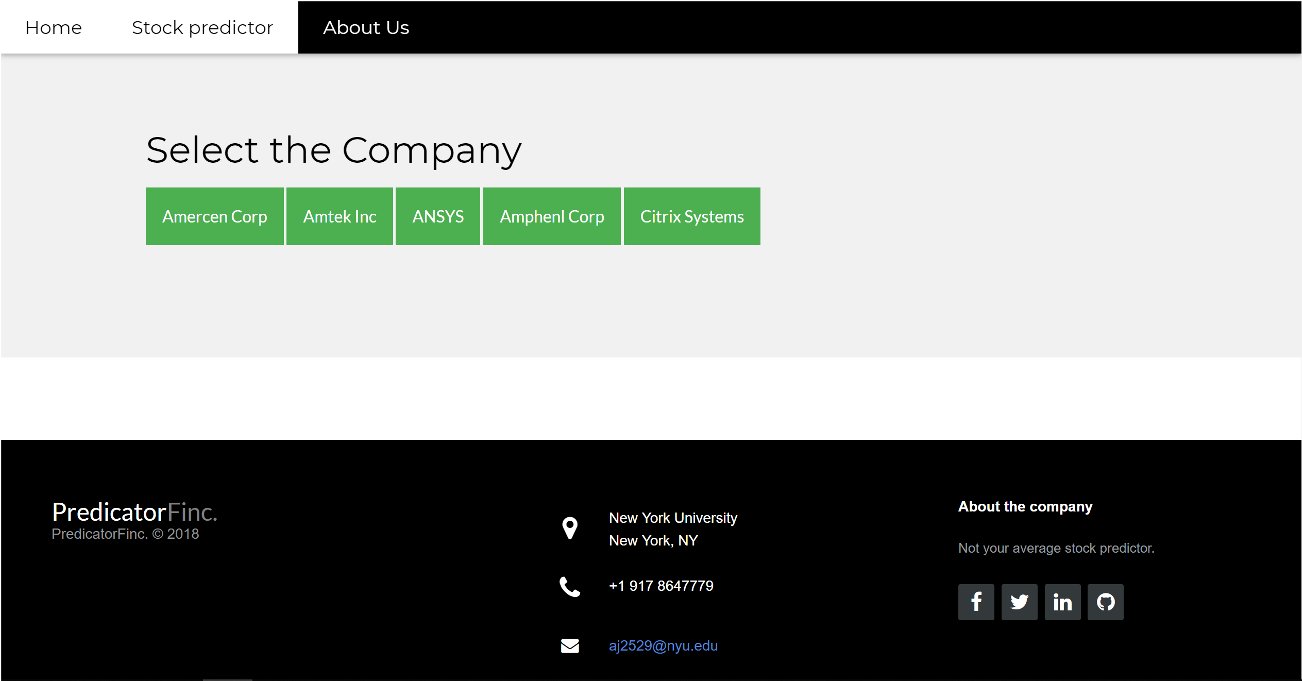 Home Stock predictor About Us
Select the Company
Amercen Corp Amtek Inc ANSYS Amphenl Corp Citrix Systems
PredicatorFinc.
PredicatorFinc. © 2018
New York University
New York, NY
+1 917 8647779
aj2529@nyu.edu
About the company
Not your average stock predictor.